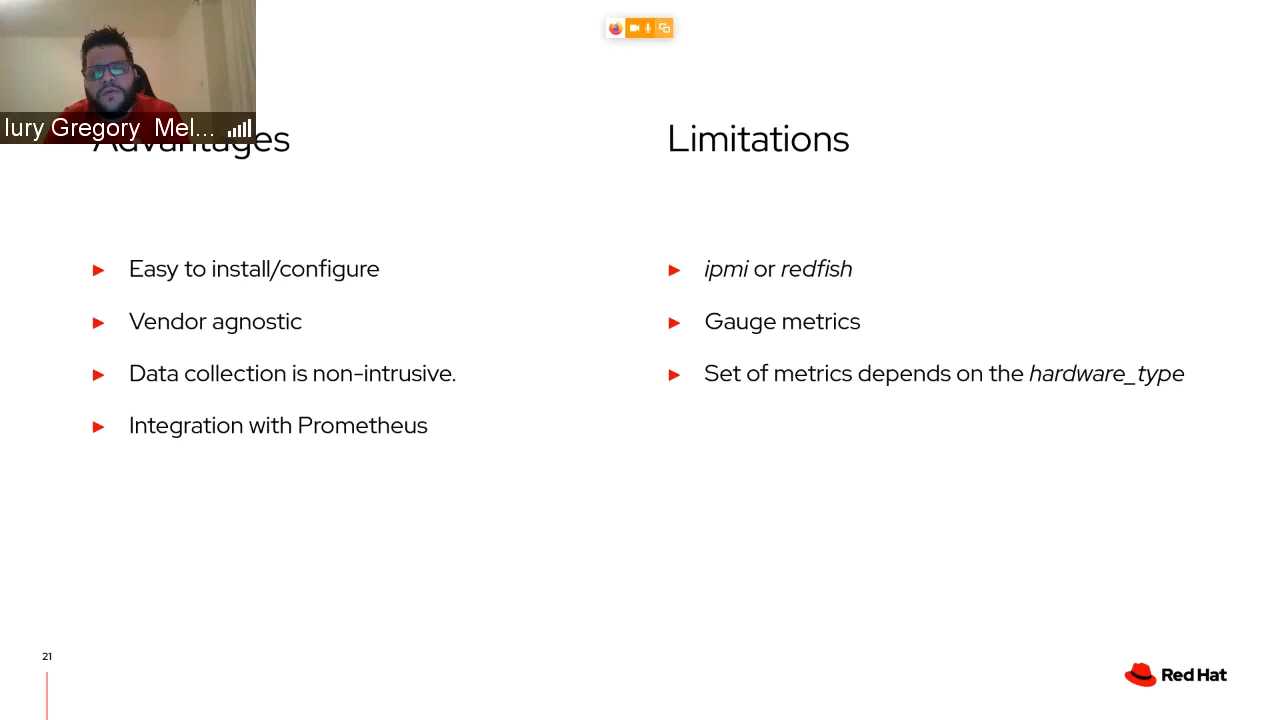 Iury Gregory Mel...
Advantages
Easy to install/configure
Vendor agnostic
Data collection is non-intrusive.
Integration with Prometheus
Limitations
ipmi or redfish
Gauge metrics
Set of metrics depends on the hardware_type
21
Red Hat